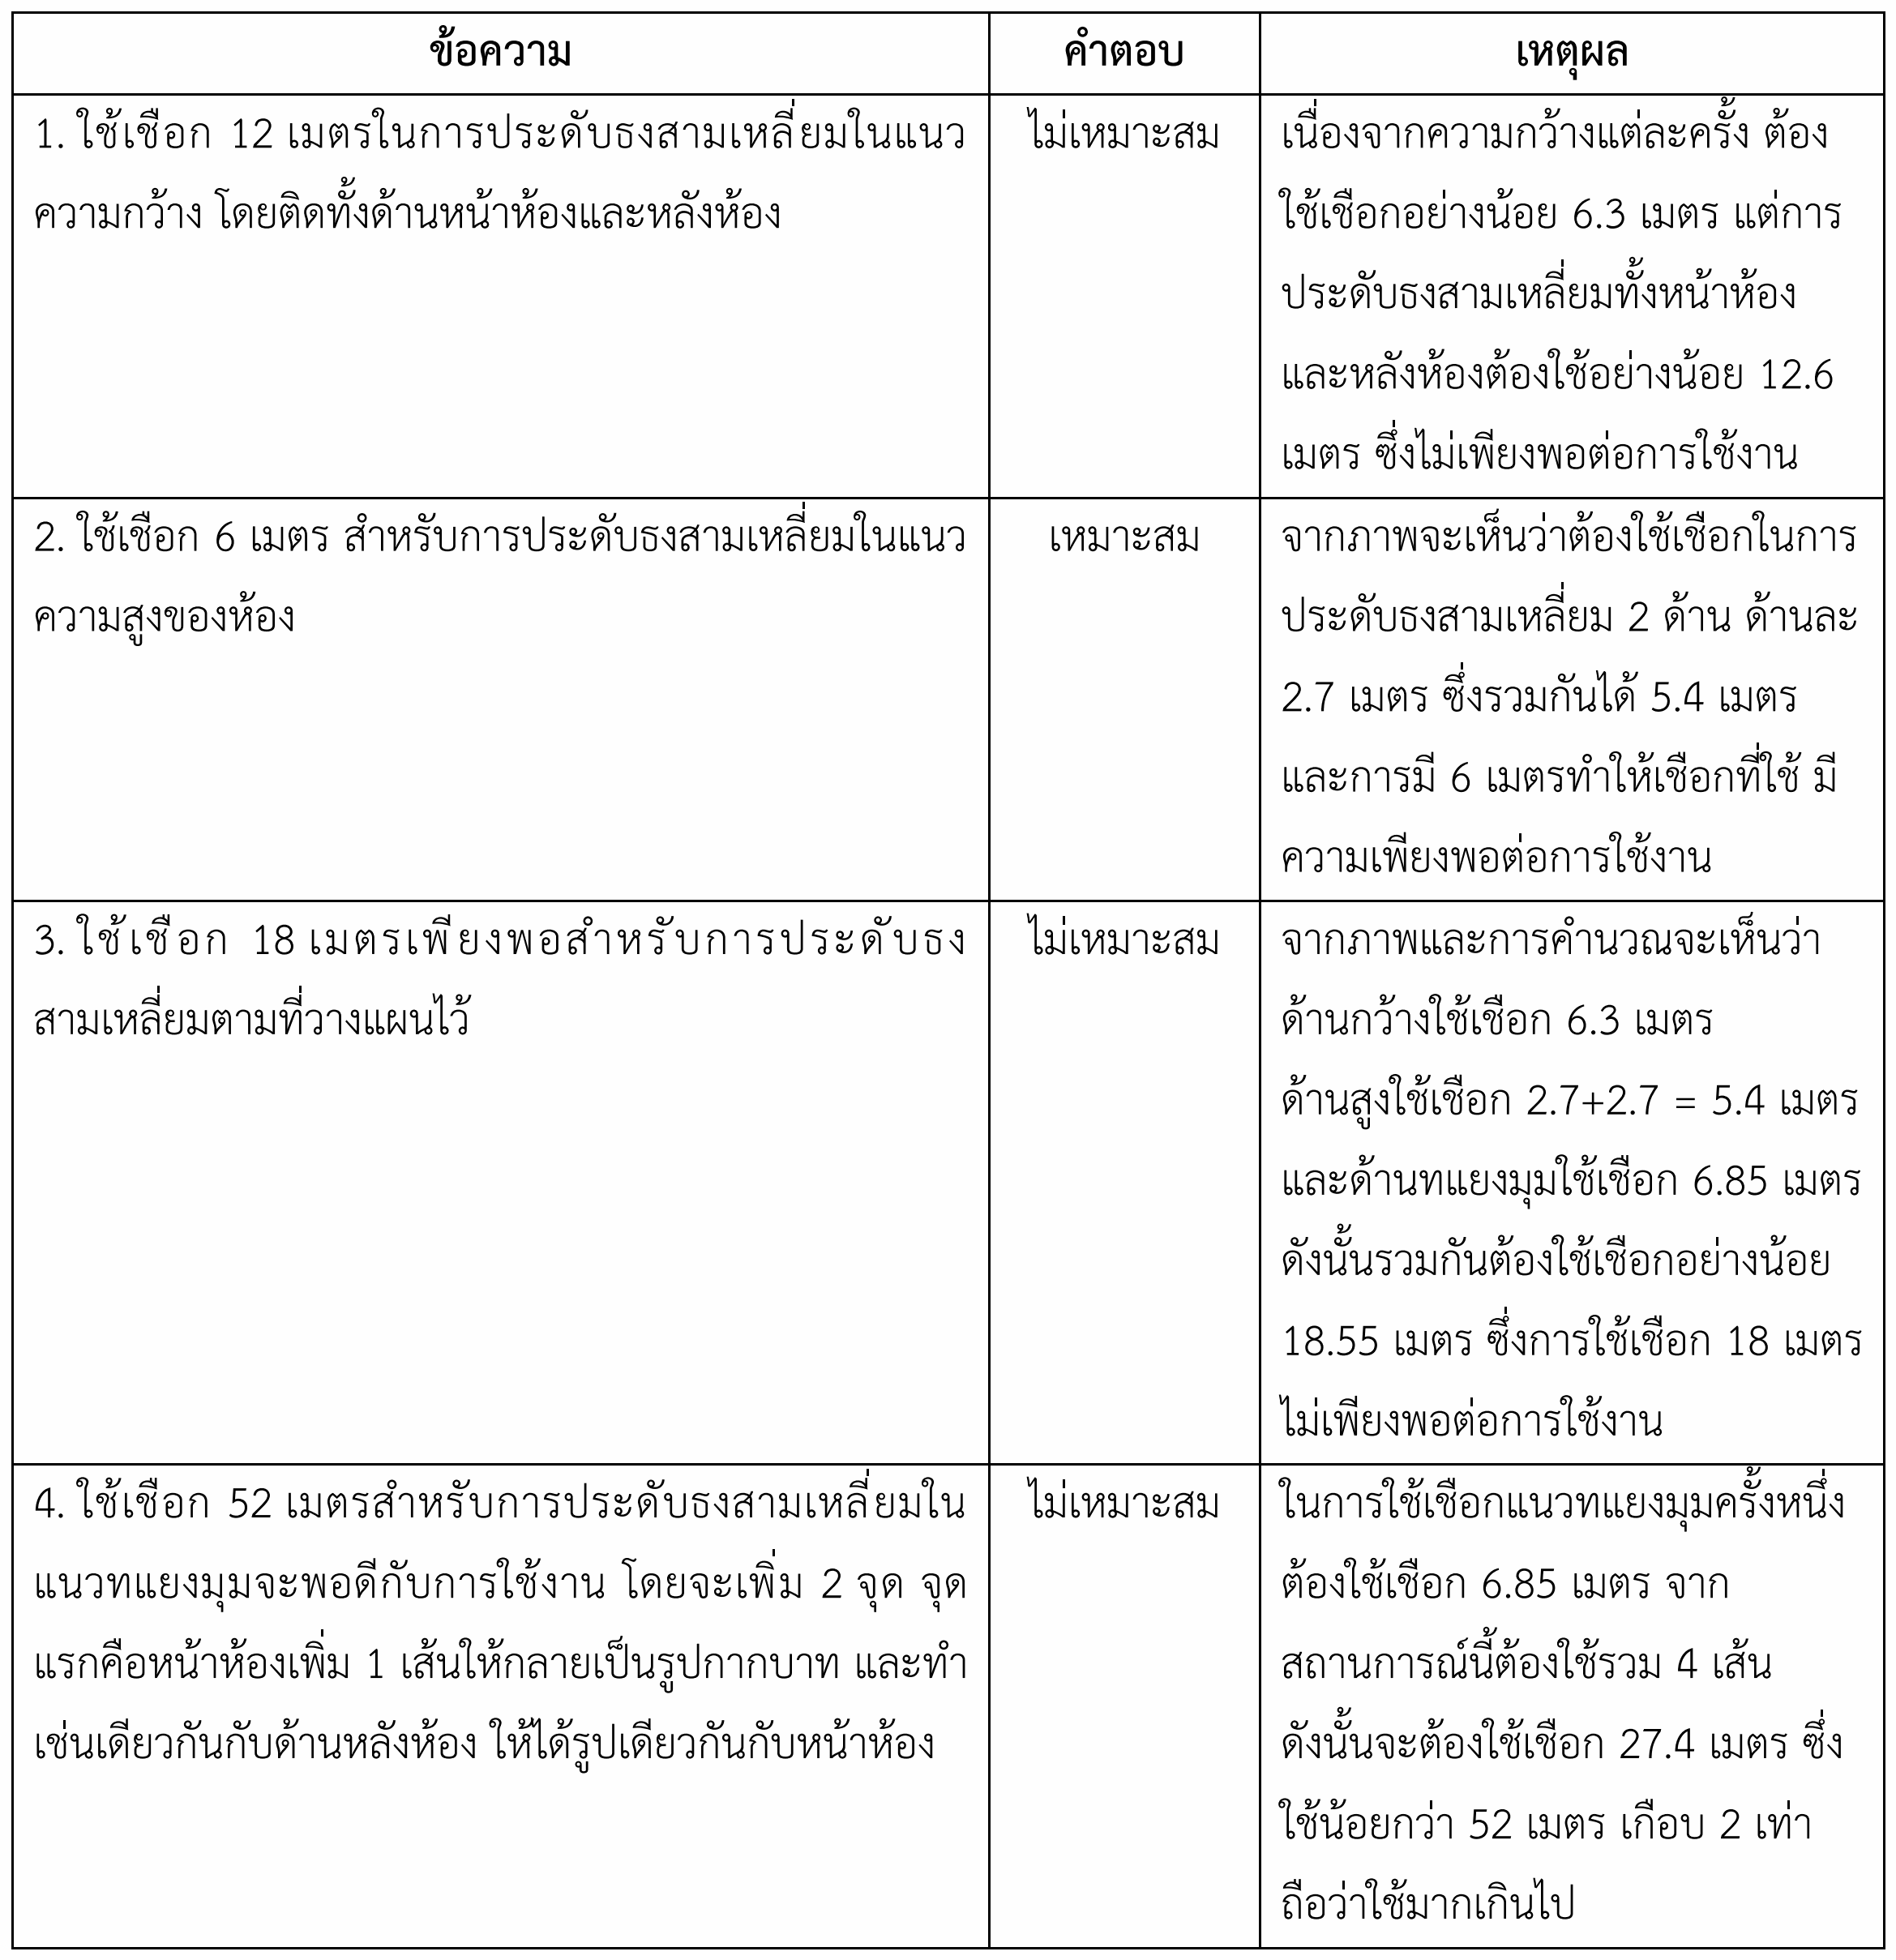 ข้อความ
คำตอบ
เหตุผล
1. ใช้เชือก 12 เมตรในการประดับธงสามเหลี่ยมในแนว
ความกว้าง โดยติดทั้งด้านหน้าห้องและหลังห้อง
ไม่เหมาะสม
เนื่องจากความกว้างแต่ละครั้ง ต้อง
ใช้เชือกอย่างน้อย 6.3 เมตร แต่การ
ประดับธงสามเหลี่ยมทั้งหน้าห้อง
และหลังห้องต้องใช้อย่างน้อย 12.6
เมตร ซึ่งไม่เพียงพอต่อการใช้งาน
2. ใช้เชือก 6 เมตร สำหรับการประดับธงสามเหลี่ยมในแนว
ความสูงของห้อง
เหมาะสม
จากภาพจะเห็นว่าต้องใช้เชือกในการ
ประดับธงสามเหลี่ยม 2 ด้าน ด้านละ
2.7 เมตร ซึ่งรวมกันได้ 5.4 เมตร
และการมี 6 เมตรทำให้เชือกที่ใช้ มี
ความเพียงพอต่อการใช้งาน
3. ใช้เชือก 18 เมตรเพียงพอสำหรับการประดับธง
สามเหลี่ยมตามที่วางแผนไว้
ไม่เหมาะสม
จากภาพและการคำนวณจะเห็นว่า
ด้านกว้างใช้เชือก 6.3 เมตร
ด้านสูงใช้เชือก 2.7+2.7 = 5.4 เมตร
และด้านทแยงมุมใช้เชือก 6.85 เมตร
ดังนั้นรวมกันต้องใช้เชือกอย่างน้อย
18.55 เมตร ซึ่งการใช้เชือก 18 เมตร
ไม่เพียงพอต่อการใช้งาน
4. ใช้เชือก 52 เมตรสำหรับการประดับธงสามเหลี่ยมใน
แนวทแยงมุมจะพอดีกับการใช้งาน โดยจะเพิ่ม 2 จุด จุด
แรกคือหน้าห้องเพิ่ม 1 เส้นให้กลายเป็นรูปกากบาท และทำ
เช่นเดียวกันกับด้านหลังห้อง ให้ได้รูปเดียวกันกับหน้าห้อง
ไม่เหมาะสม
ในการใช้เชือกแนวทแยงมุมครั้งหนึ่ง
ต้องใช้เชือก 6.85 เมตร จาก
สถานการณ์นี้ต้องใช้รวม 4 เส้น
ดังนั้นจะต้องใช้เชือก 27.4 เมตร ซึ่ง
ใช้น้อยกว่า 52 เมตร เกือบ 2 เท่า
ถือว่าใช้มากเกินไป